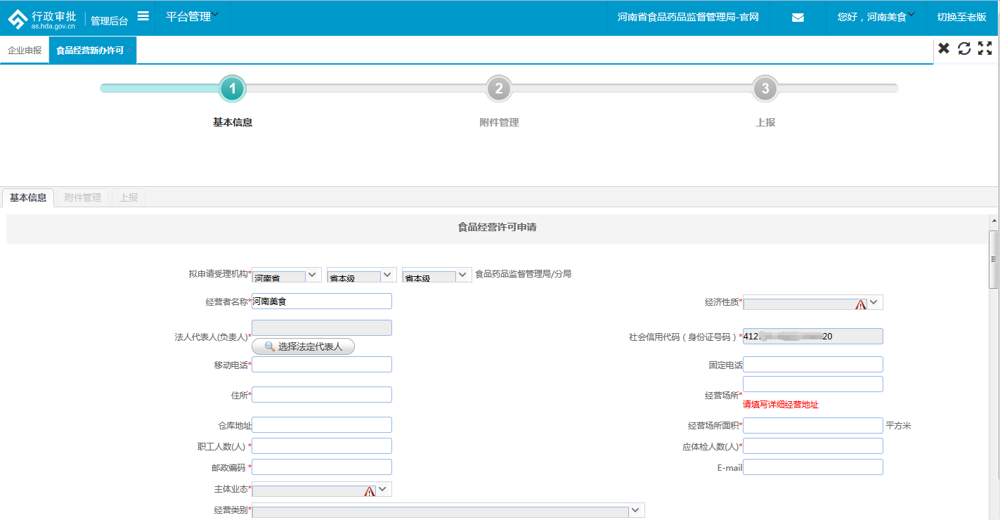 行政审批 管理后台 平台管理 河南省食品药品监督管理局-官网 您好，河南美食 切换至老版
as.hda.gov.cn
企业申报 食品经营新办许可
1 2 3
基本信息 附件管理 上报
基本信息 附件管理 上报
食品经营许可申请
拟申请受理机构* 河南省 省本级 省本级 食品药品监督管理局/分局
经营者名称* 河南美食 经济性质*
法人代表人(负责人)* 社会信用代码（身份证号码）* 412 20
选择法定代表人
移动电话* 固定电话
住所* 经营场所*
请填写详细经营地址
仓库地址 经营场所面积* 平方米
职工人数(人) * 应体检人数(人)*
邮政编码 * E-mail
主体业态*
经营类别*